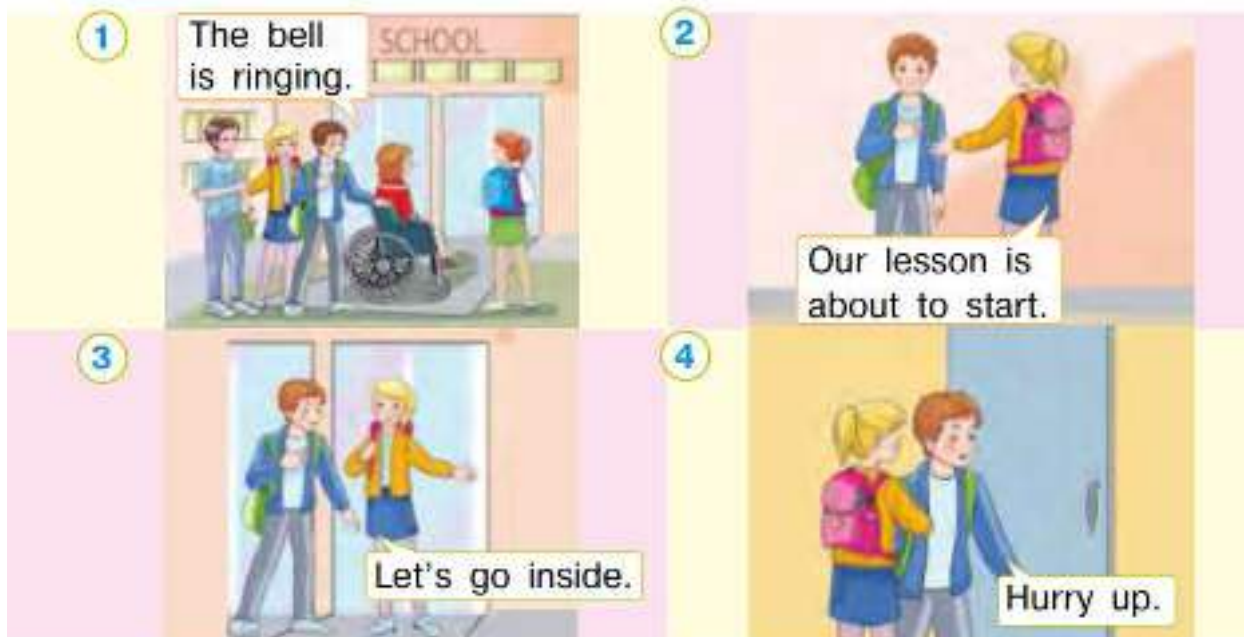 1
The bell
is ringing.
SCHOOL
2
Our lesson is
about to start.
3
Let's go inside.
4
Hurry up.